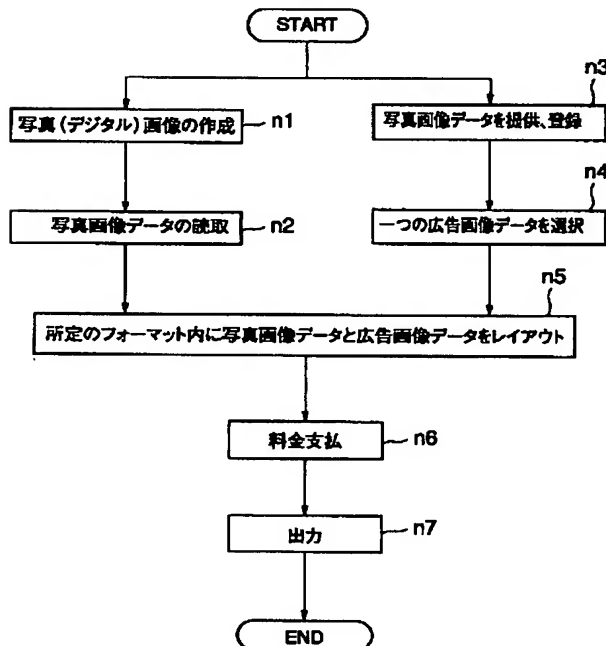 START
写真(デジタル)画像の作成
n1
写真画像データの読取
n2
n3
写真画像データを提供、登録
n4
一つの広告画像データを選択
n5
所定のフォーマット内に写真画像データと広告画像データをレイアウト
料金支払
n6
出力
n7
END